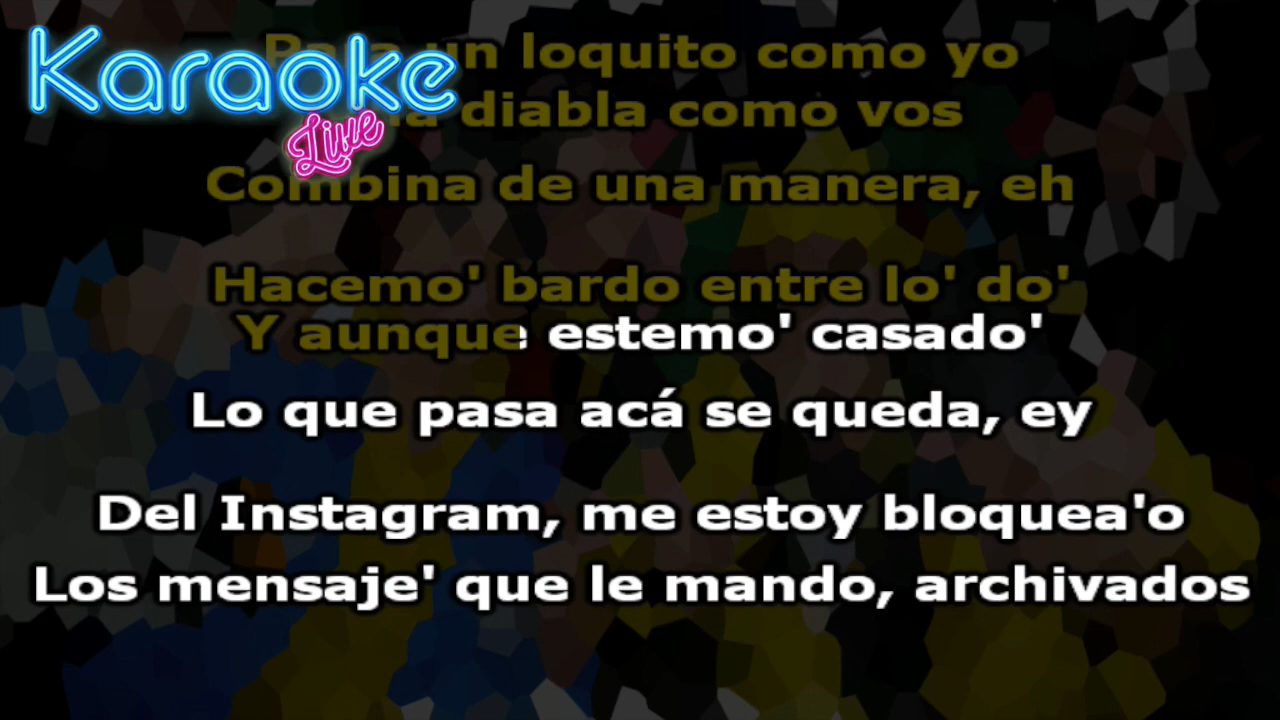 Karaoke
Live
un loquito como yo
diabla como vos
Combina de una manera, eh
Hacemo' bardo entre lo' do'
Y aunque estemo' casado'
Lo que pasa acá se queda, ey
Del Instagram, me estoy bloquea'o
Los mensaje' que le mando, archivados